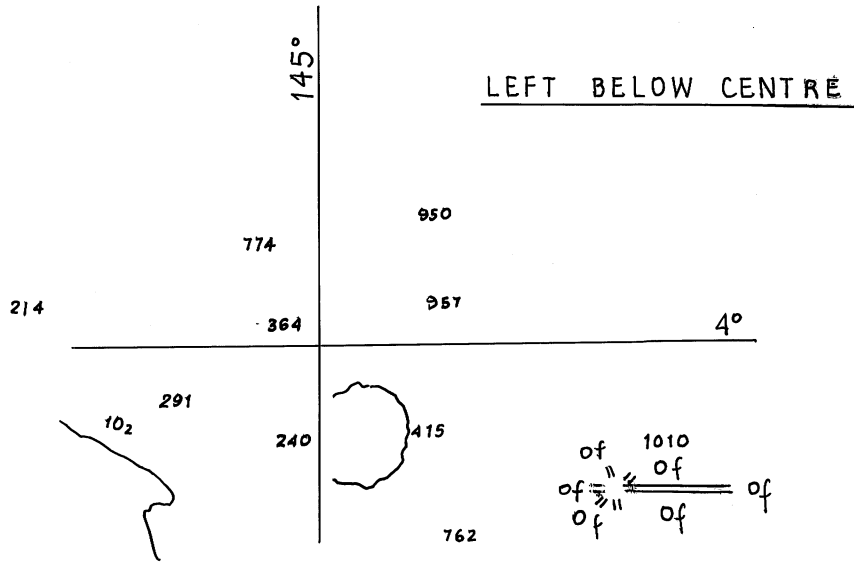 145°
LEFT BELOW CENTRE
950
774
214
957
364
4°
291
10₂
240
415
1010
Of
Of
Of
Of
Of
Of
762